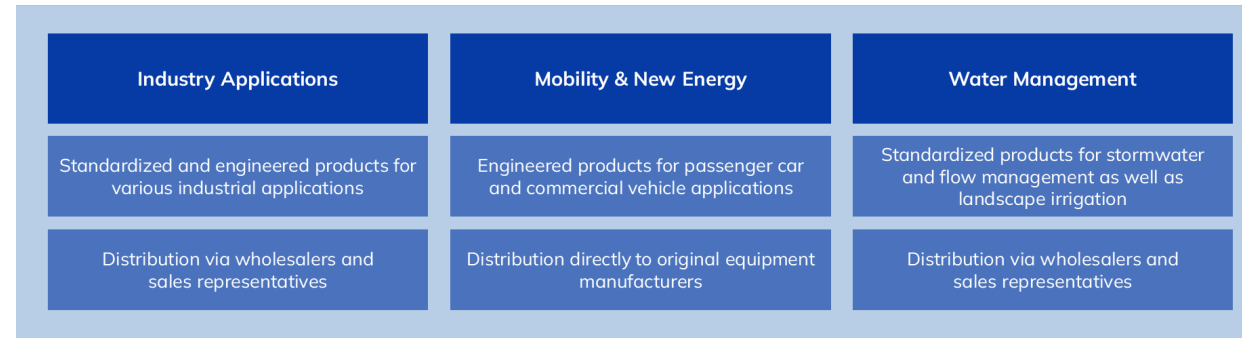 Industry Applications
Standardized and engineered products for
various industrial applications
Distribution via wholesalers and
sales representatives
Mobility & New Energy
Engineered products for passenger car
and commercial vehicle applications
Distribution directly to original equipment
manufacturers
Water Management
Standardized products for stormwater
and flow management as well as
landscape irrigation
Distribution via wholesalers and
sales representatives